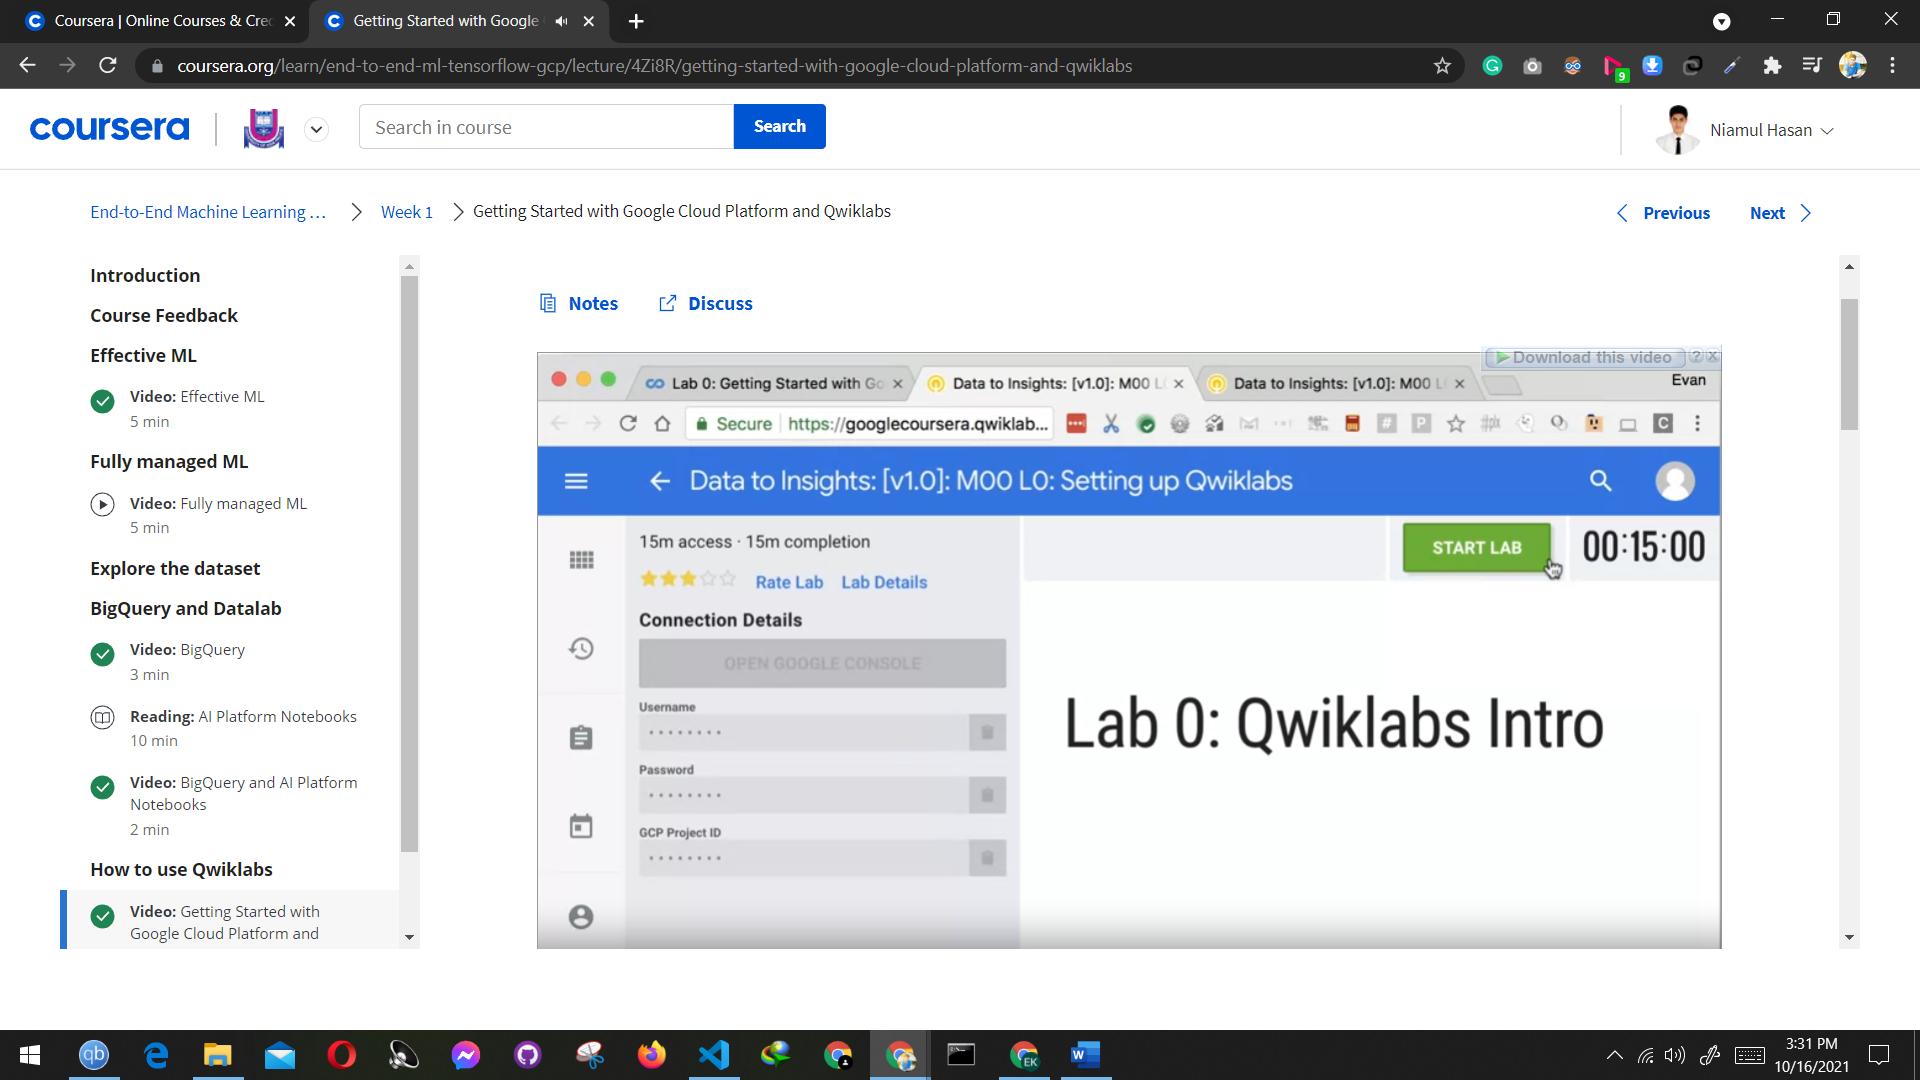 Coursera | Online Courses & Cre
Getting Started with Google
coursera.org/learn/end-to-end-ml-tensorflow-gcp/lecture/4Zi8R/getting-started-with-google-cloud-platform-and-qwiklabs
9
coursera
Search in course
Search
Niamul Hasan
End-to-End Machine Learning …
Week 1
Getting Started with Google Cloud Platform and Qwiklabs
Previous
Next
Introduction
Course Feedback
Effective ML
Video: Effective ML
5 min
Fully managed ML
Video: Fully managed ML
5 min
Explore the dataset
BigQuery and Datalab
Video: BigQuery
3 min
Reading: AI Platform Notebooks
10 min
Video: BigQuery and AI Platform
Notebooks
2 min
How to use Qwiklabs
Video: Getting Started with
Google Cloud Platform and
Notes
Discuss
Download this video
Lab 0: Getting Started with Go
Data to Insights: [v1.0]: M00 L
Data to Insights: [v1.0]: M00 L
Evan
Secure
https://googlecoursera.qwiklab...
Data to Insights: [v1.0]: M00 L0: Setting up Qwiklabs
15m access · 15m completion
Rate Lab
Lab Details
START LAB
00:15:00
Connection Details
OPEN GOOGLE CONSOLE
Username
Password
GCP Project ID
Lab 0: Qwiklabs Intro
qb
EK
3:31 PM
10/16/2021